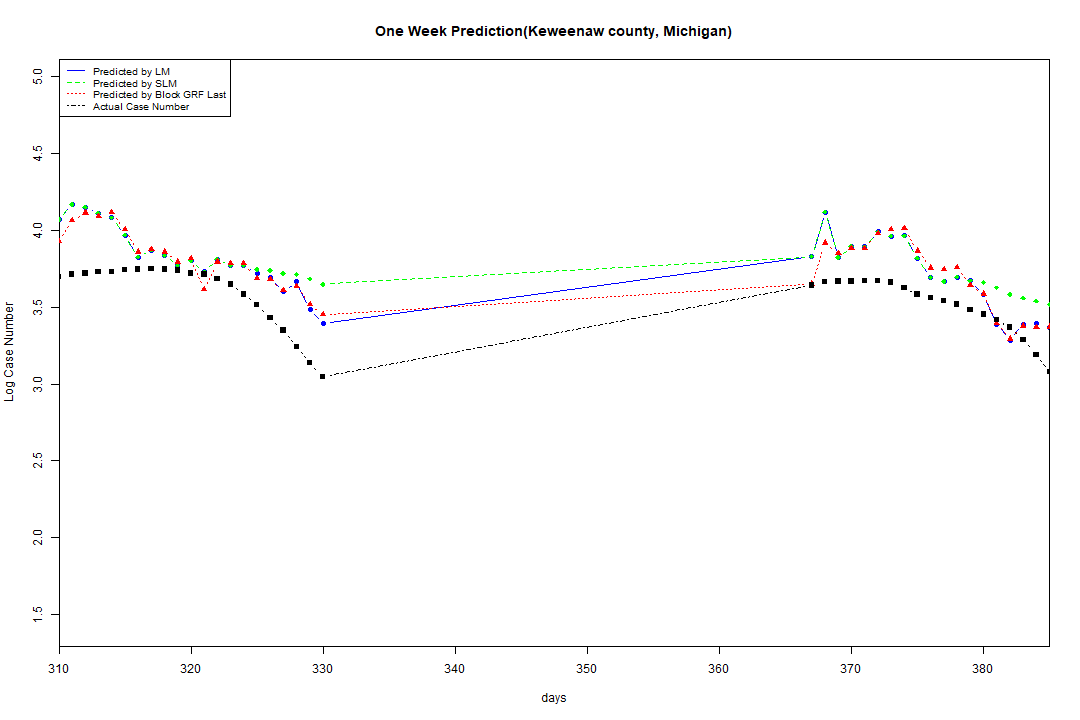 One Week Prediction(Keweenaw county, Michigan)
Predicted by LM
Predicted by SLM
Predicted by Block GRF Last
Actual Case Number
5.0
4.5
4.0
3.5
3.0
2.5
2.0
1.5
Log Case Number
310 320 330 340 350 360 370 380
days